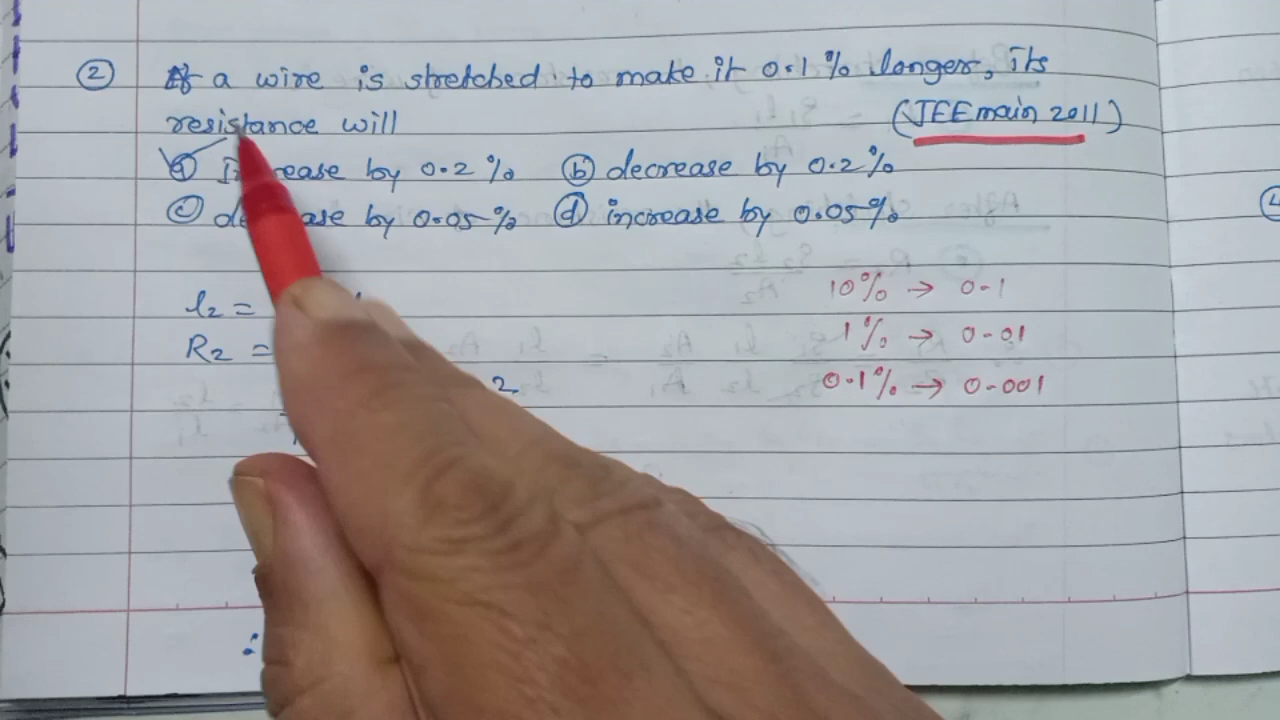 ② If a wire is stretched to make it 0.1% longer, its
resistance will (JEE main 2011)
ⓐ by 0.2% ⓑ decrease by 0.2%
ⓒ by 0.05% ⓓ increase by 0.05%
10% → 0.1
l₂ =
1% → 0.01
R₂ =
0.1% → 0.001
2
∴